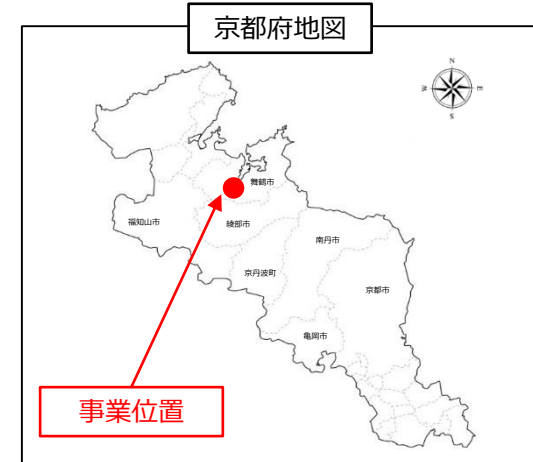 京都府地図
N
W
E
S
舞鶴市
福知山市
綾部市
南丹市
京丹波町
京都市
亀岡市
事業位置